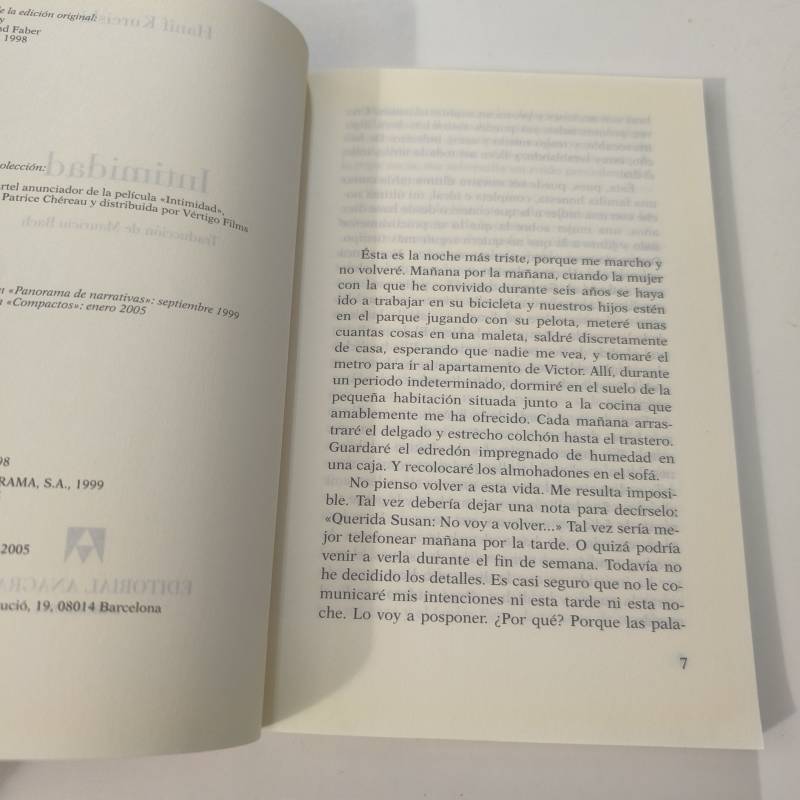 de la edición original:
y
nd Faber
1998
Hanif Kureishi
Intimidad
Traducción de Mauricio Bach
olección:
rtel anunciador de la película «Intimidad»,
Patrice Chéreau y distribuida por Vértigo Films
n «Panorama de narrativas»: septiembre 1999
n «Compactos»: enero 2005
98
RAMA, S.A., 1999
2005
EDITORIAL ANAGRA
ució, 19, 08014 Barcelona
Ésta es la noche más triste, porque me marcho y
no volveré. Mañana por la mañana, cuando la mujer
con la que he convivido durante seis años se haya
ido a trabajar en su bicicleta y nuestros hijos estén
en el parque jugando con su pelota, meteré unas
cuantas cosas en una maleta, saldré discretamente
de casa, esperando que nadie me vea, y tomaré el
metro para ir al apartamento de Victor. Allí, durante
un periodo indeterminado, dormiré en el suelo de la
pequeña habitación situada junto a la cocina que
amablemente me ha ofrecido. Cada mañana arras-
traré el delgado y estrecho colchón hasta el trastero.
Guardaré el edredón impregnado de humedad en
una caja. Y recolocaré los almohadones en el sofá.
No pienso volver a esta vida. Me resulta imposi-
ble. Tal vez debería dejar una nota para decírselo:
«Querida Susan: No voy a volver...» Tal vez sería me-
jor telefonear mañana por la tarde. O quizá podría
venir a verla durante el fin de semana. Todavía no
he decidido los detalles. Es casi seguro que no le co-
municaré mis intenciones ni esta tarde ni esta no-
che. Lo voy a posponer. ¿Por qué? Porque las pala-
7